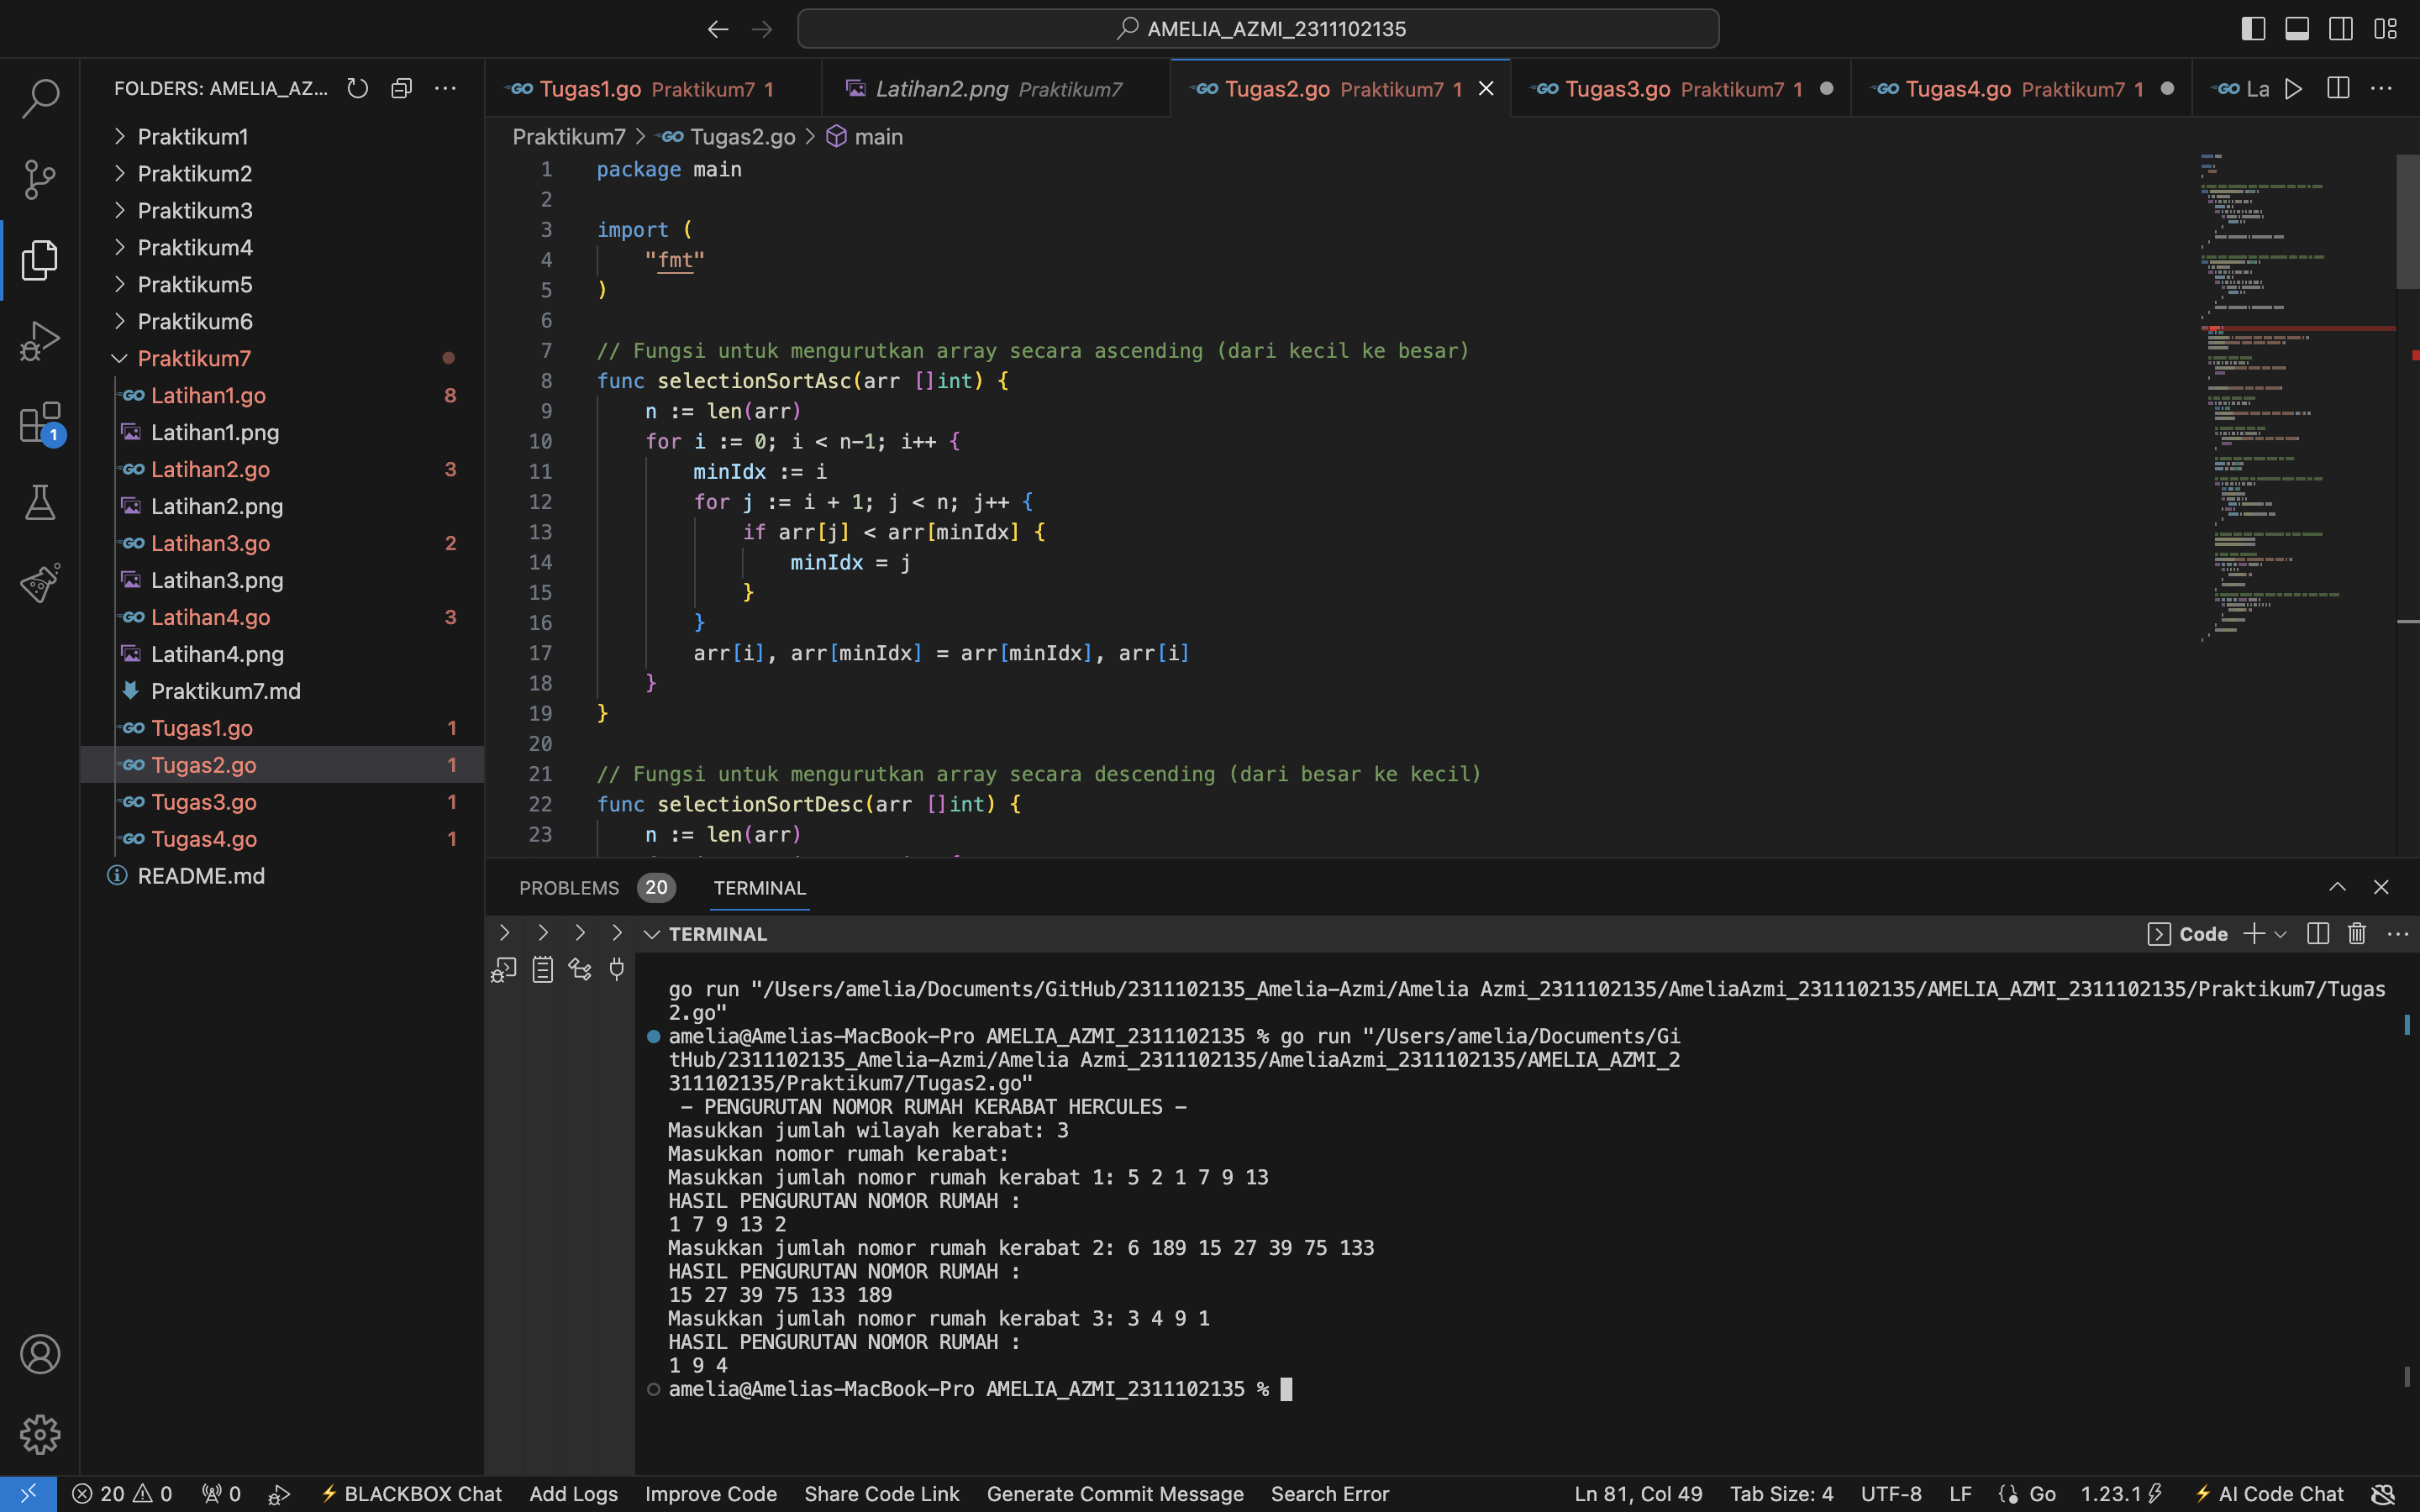 AMELIA_AZMI_2311102135
FOLDERS: AMELIA_AZ...
Praktikum1
Praktikum2
Praktikum3
Praktikum4
Praktikum5
Praktikum6
Praktikum7
Latihan1.go 8
Latihan1.png
Latihan2.go 3
Latihan2.png
Latihan3.go 2
Latihan3.png
Latihan4.go 3
Latihan4.png
Praktikum7.md
Tugas1.go 1
Tugas2.go 1
Tugas3.go 1
Tugas4.go 1
README.md
1
GO Tugas1.go Praktikum7 1 Latihan2.png Praktikum7 GO Tugas2.go Praktikum7 1 GO Tugas3.go Praktikum7 1 GO Tugas4.go Praktikum7 1 GO La
Praktikum7 > GO Tugas2.go > main
1 package main
2
3 import (
4 "fmt"
5 )
6
7 // Fungsi untuk mengurutkan array secara ascending (dari kecil ke besar)
8 func selectionSortAsc(arr []int) {
9 n := len(arr)
10 for i := 0; i < n-1; i++ {
11 minIdx := i
12 for j := i + 1; j < n; j++ {
13 if arr[j] < arr[minIdx] {
14 minIdx = j
15 }
16 }
17 arr[i], arr[minIdx] = arr[minIdx], arr[i]
18 }
19 }
20
21 // Fungsi untuk mengurutkan array secara descending (dari besar ke kecil)
22 func selectionSortDesc(arr []int) {
23 n := len(arr)
PROBLEMS 20 TERMINAL
TERMINAL Code
go run "/Users/amelia/Documents/GitHub/2311102135_Amelia-Azmi/Amelia Azmi_2311102135/AmeliaAzmi_2311102135/AMELIA_AZMI_2311102135/Praktikum7/Tugas
2.go"
amelia@Amelias-MacBook-Pro AMELIA_AZMI_2311102135 % go run "/Users/amelia/Documents/Gi
tHub/2311102135_Amelia-Azmi/Amelia Azmi_2311102135/AmeliaAzmi_2311102135/AMELIA_AZMI_2
311102135/Praktikum7/Tugas2.go"
- PENGURUTAN NOMOR RUMAH KERABAT HERCULES -
Masukkan jumlah wilayah kerabat: 3
Masukkan nomor rumah kerabat:
Masukkan jumlah nomor rumah kerabat 1: 5 2 1 7 9 13
HASIL PENGURUTAN NOMOR RUMAH :
1 7 9 13 2
Masukkan jumlah nomor rumah kerabat 2: 6 189 15 27 39 75 133
HASIL PENGURUTAN NOMOR RUMAH :
15 27 39 75 133 189
Masukkan jumlah nomor rumah kerabat 3: 3 4 9 1
HASIL PENGURUTAN NOMOR RUMAH :
1 9 4
amelia@Amelias-MacBook-Pro AMELIA_AZMI_2311102135 %
20 0 0 BLACKBOX Chat Add Logs Improve Code Share Code Link Generate Commit Message Search Error Ln 81, Col 49 Tab Size: 4 UTF-8 LF Go 1.23.1 AI Code Chat